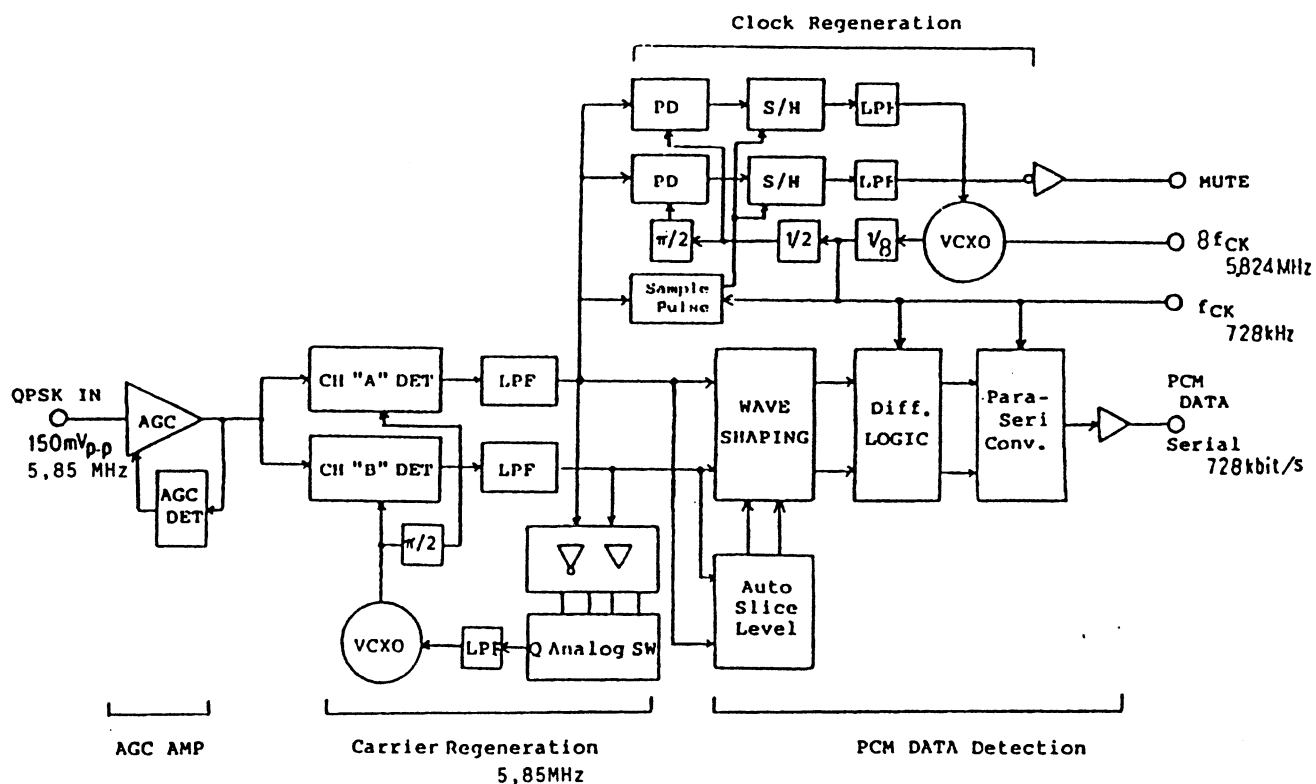 Clock Regeneration
PD
S/H
LPF
PD
S/H
LPF
MUTE
π/2
1/2
1/8
VCXO
8fCK
5,824MHz
Sample
Pulse
fCK
728kHz
QPSK IN
150mVp-p
5,85 MHz
AGC
AGC
DET
CH "A" DET
LPF
CH "B" DET
LPF
π/2
VCXO
LPF
Q Analog SW
WAVE
SHAPING
Diff.
LOGIC
Para-
Seri
Conv.
PCM
DATA
Serial
728kbit/s
Auto
Slice
Level
AGC AMP
Carrier Regeneration
5,85MHz
PCM DATA Detection